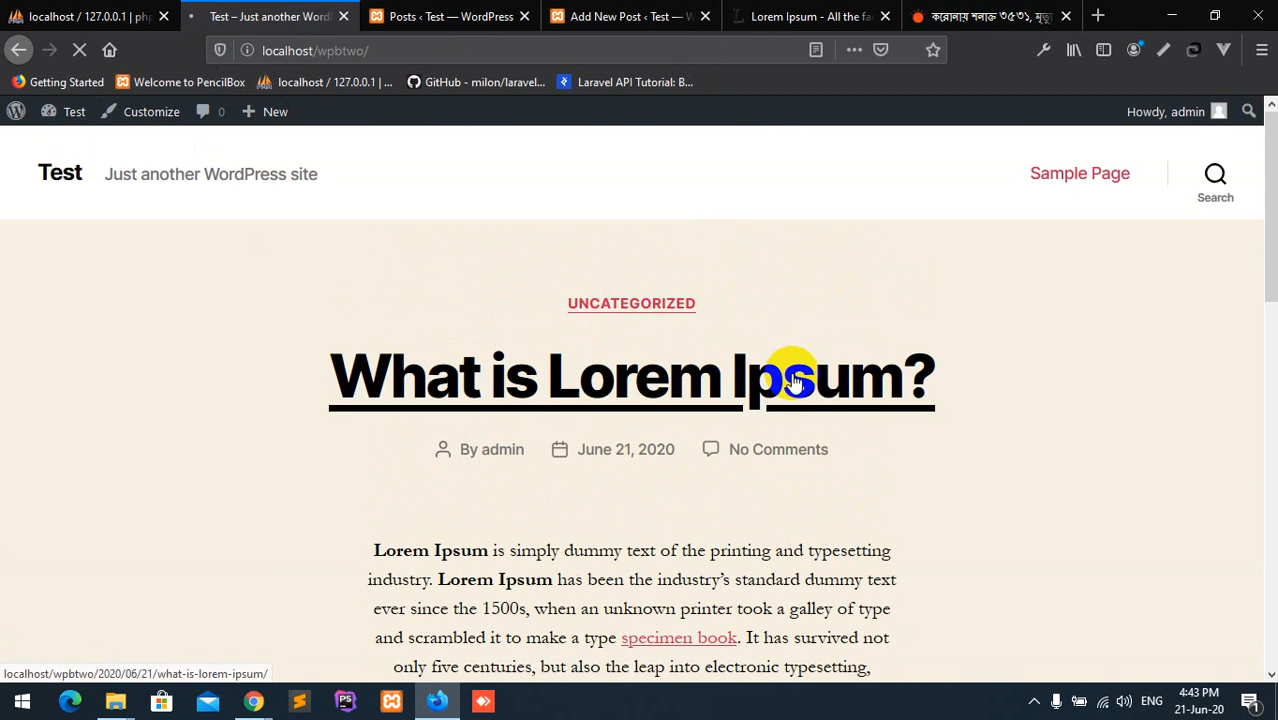 localhost / 127.0.0.1 | php
Test – Just another Word
Posts ‹ Test — WordPress
Add New Post ‹ Test — W
Lorem Ipsum - All the fa
করোনায় শনাক্ত ৩৫৩১, মৃত্যু
localhost/wpbtwo/
Getting Started
Welcome to PencilBox
localhost / 127.0.0.1 | ...
GitHub - milon/laravel...
Laravel API Tutorial: B...
Test
Customize
0
New
Howdy, admin
Test
Just another WordPress site
Sample Page
Search
UNCATEGORIZED
What is Lorem Ipsum?
By admin
June 21, 2020
No Comments
Lorem Ipsum is simply dummy text of the printing and typesetting
industry. Lorem Ipsum has been the industry’s standard dummy text
ever since the 1500s, when an unknown printer took a galley of type
and scrambled it to make a type specimen book. It has survived not
only five centuries, but also the leap into electronic typesetting,
localhost/wpbtwo/2020/06/21/what-is-lorem-ipsum/
ENG
4:43 PM
21-Jun-20
1